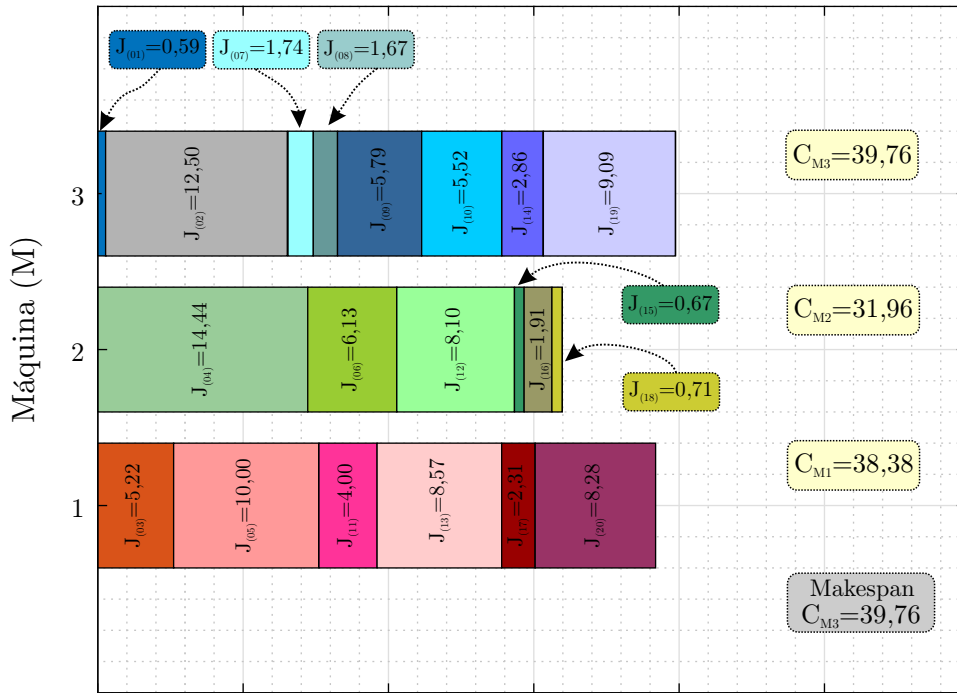 J(01)=0,59
J(07)=1,74
J(08)=1,67
J(02)=12,50
J(09)=5,79
J(10)=5,52
J(14)=2,86
J(19)=9,09
CM3=39,76
3
J(04)=14,44
J(06)=6,13
J(12)=8,10
J(15)=0,67
J(16)=1,91
J(18)=0,71
CM2=31,96
2
Máquina (M)
J(03)=5,22
J(05)=10,00
J(11)=4,00
J(13)=8,57
J(17)=2,31
J(20)=8,28
CM1=38,38
1
Makespan
CM3=39,76